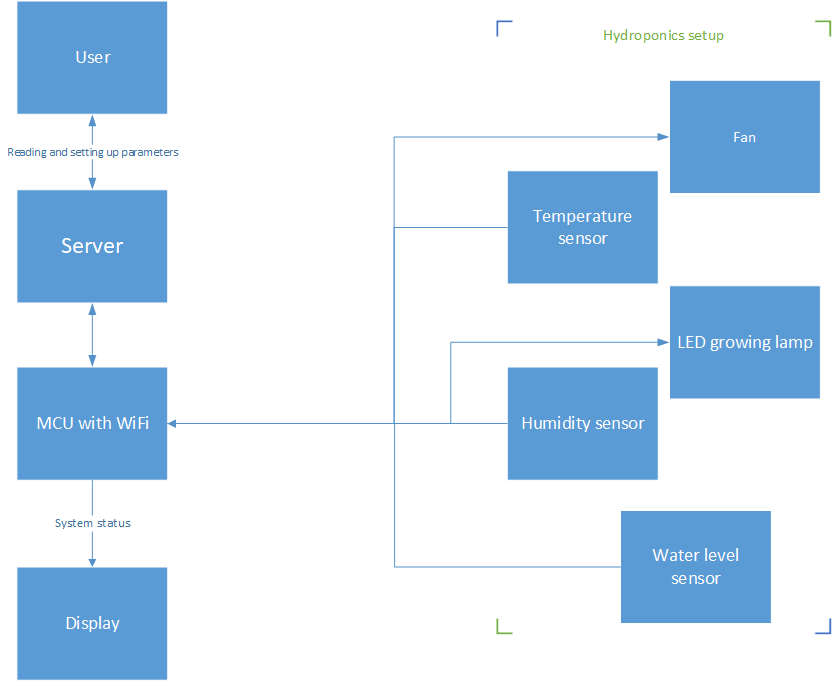 User
Reading and setting up parameters
Server
MCU with WiFi
System status
Display
Hydroponics setup
Fan
Temperature
sensor
LED growing lamp
Humidity sensor
Water level
sensor